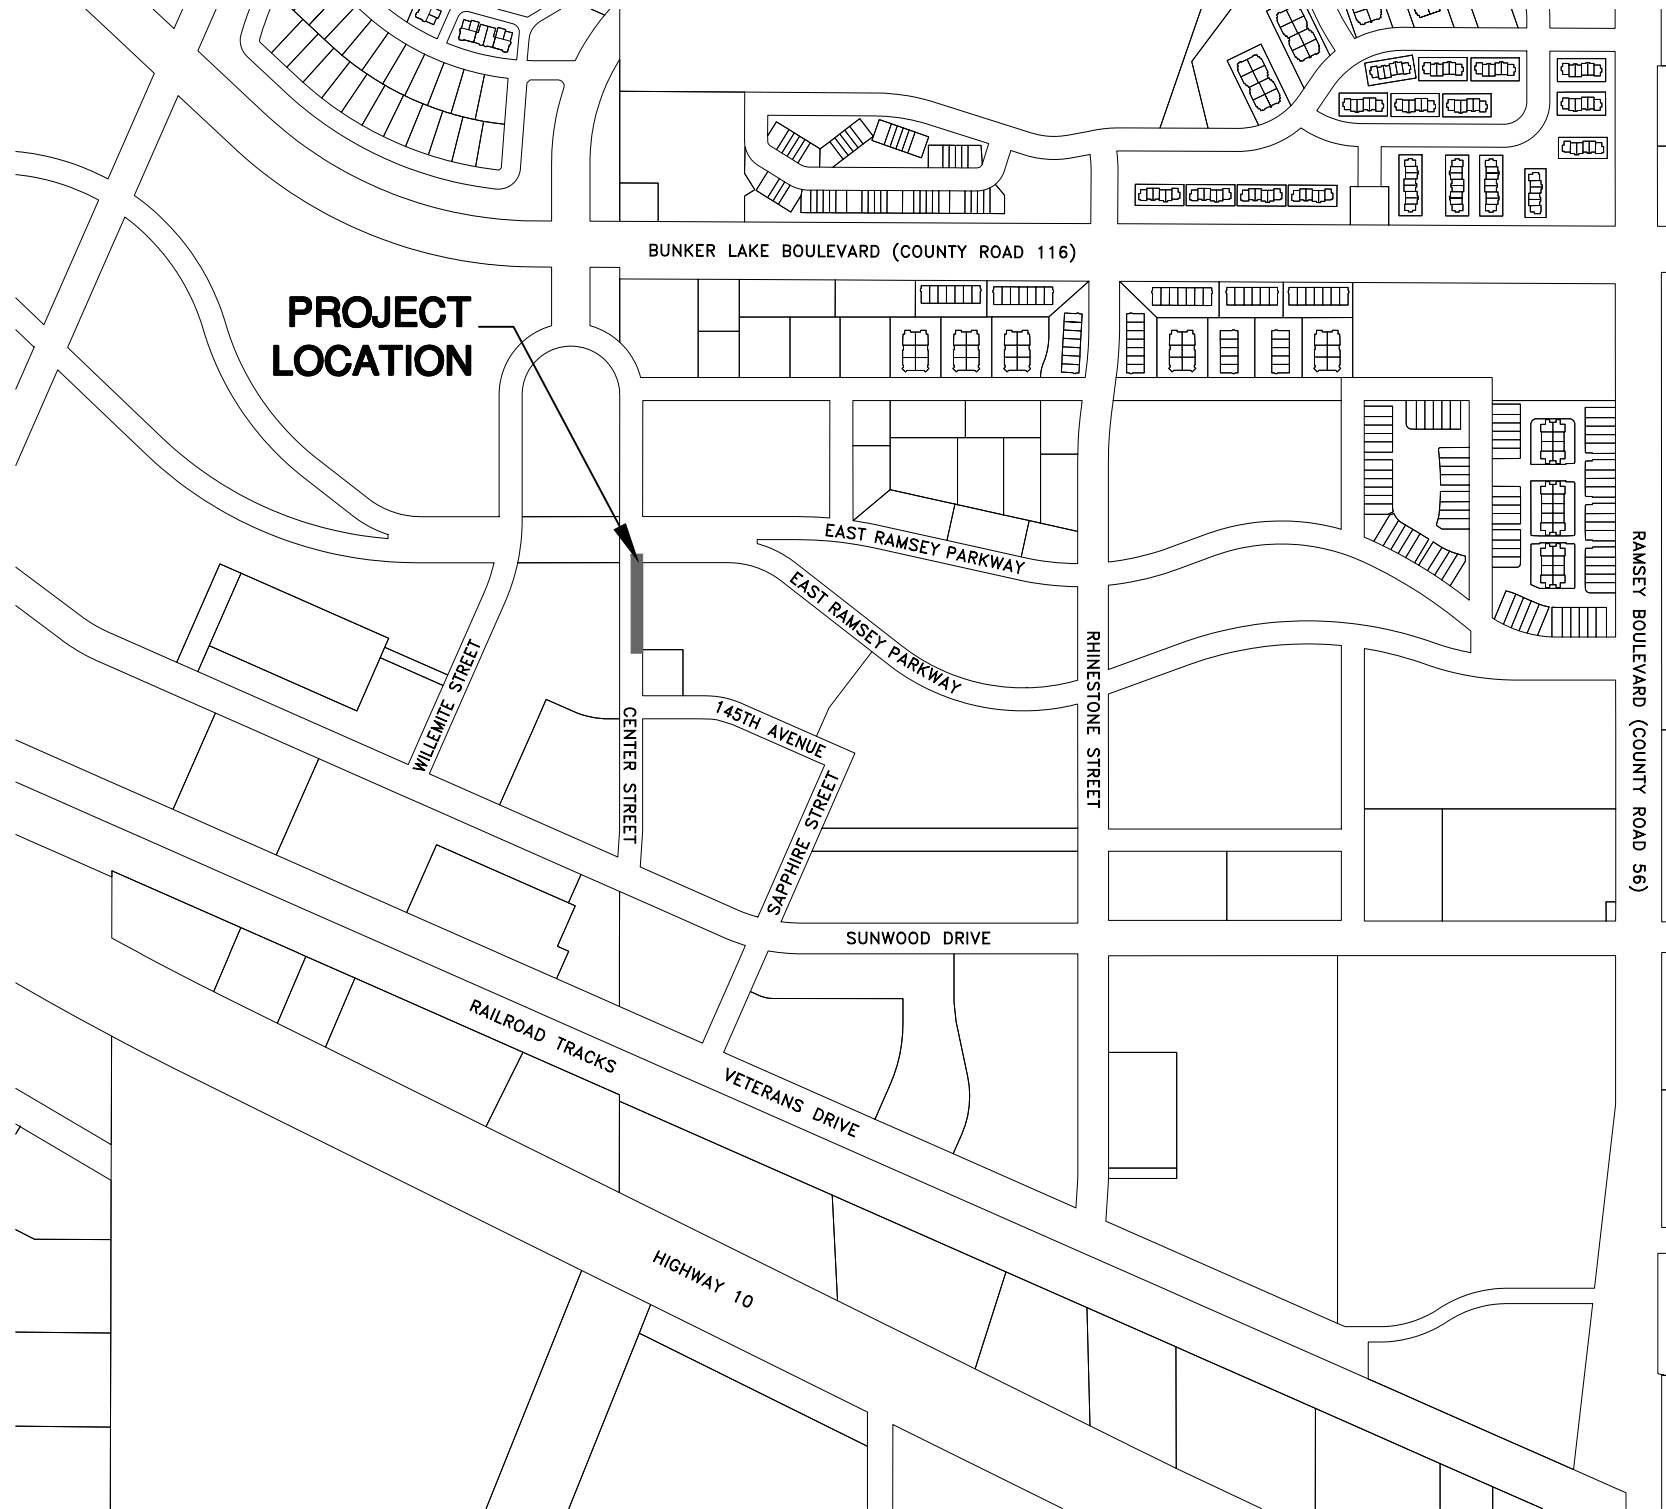 BUNKER LAKE BOULEVARD (COUNTY ROAD 116)
PROJECT
LOCATION
EAST RAMSEY PARKWAY
EAST RAMSEY PARKWAY
RAMSEY BOULEVARD (COUNTY ROAD 56)
WILLEMITE STREET
RHINESTONE STREET
CENTER STREET
145TH AVENUE
SAPPHIRE STREET
SUNWOOD DRIVE
RAILROAD TRACKS
VETERANS DRIVE
HIGHWAY 10